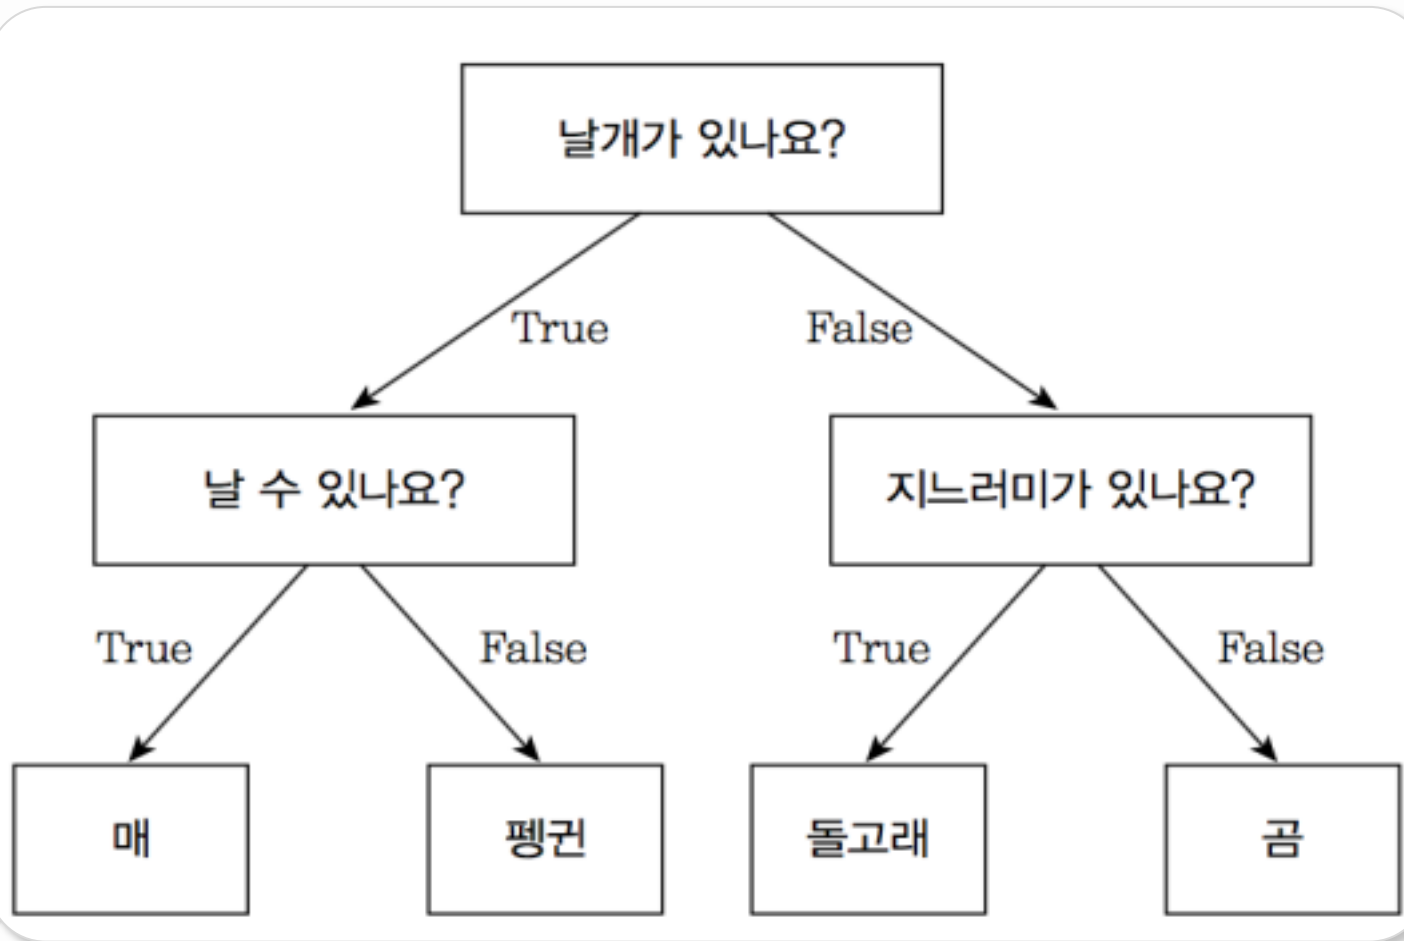 날개가 있나요?
True
False
날 수 있나요?
지느러미가 있나요?
True
False
True
False
매
펭귄
돌고래
곰